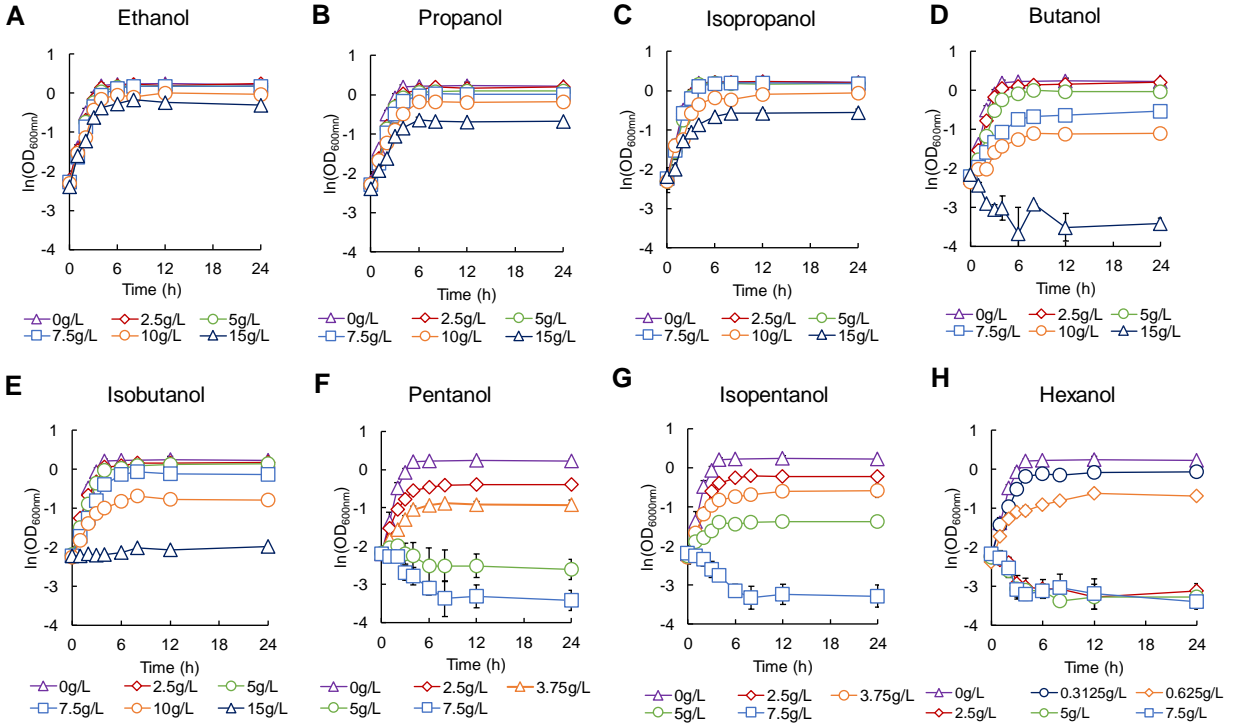 A Ethanol
B Propanol
C Isopropanol
D Butanol
ln(OD600mn)
1
0
-1
-2
-3
-4
0 6 12 18 24
Time (h)
0g/L 2.5g/L 5g/L
7.5g/L 10g/L 15g/L
ln(OD600mn)
1
0
-1
-2
-3
-4
0 6 12 18 24
Time (h)
0g/L 2.5g/L 5g/L
7.5g/L 10g/L 15g/L
ln(OD600mn)
1
0
-1
-2
-3
-4
0 6 12 18 24
Time (h)
0g/L 2.5g/L 5g/L
7.5g/L 10g/L 15g/L
ln(OD600mn)
1
0
-1
-2
-3
-4
0 6 12 18 24
Time (h)
0g/L 2.5g/L 5g/L
7.5g/L 10g/L 15g/L
E Isobutanol
F Pentanol
G Isopentanol
H Hexanol
ln(OD600nm)
1
0
-1
-2
-3
-4
0 6 12 18 24
Time (h)
0g/L 2.5g/L 5g/L
7.5g/L 10g/L 15g/L
ln(OD600nm)
1
0
-1
-2
-3
-4
0 6 12 18 24
Time (h)
0g/L 2.5g/L 3.75g/L
5g/L 7.5g/L
ln(OD6000nm)
1
0
-1
-2
-3
-4
0 6 12 18 24
Time (h)
0g/L 2.5g/L 3.75g/L
5g/L 7.5g/L
ln(OD600nm)
1
0
-1
-2
-3
-4
0 6 12 18 24
Time (h)
0g/L 0.3125g/L 0.625g/L
2.5g/L 5g/L 7.5g/L